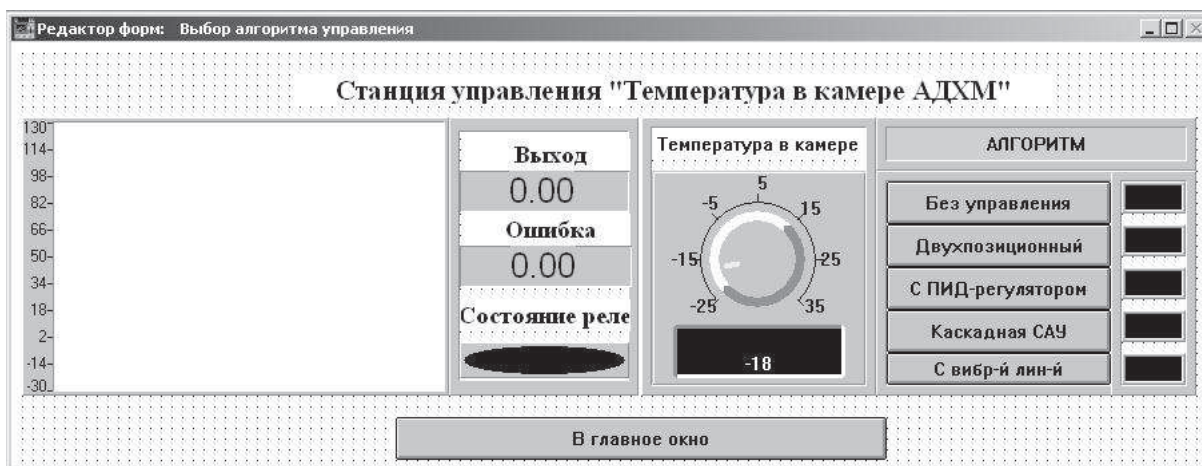 Редактор форм: Выбор алгоритма управления
Станция управления "Температура в камере АДХМ"
130
114
98
82
66
50
34
18
2
-14
-30
Выход
0.00
Ошибка
0.00
Состояние реле
Температура в камере
5
-5
15
-15
25
-25
35
-18
АЛГОРИТМ
Без управления
Двухпозиционный
С ПИД-регулятором
Каскадная САУ
С вибр-й лин-й
В главное окно